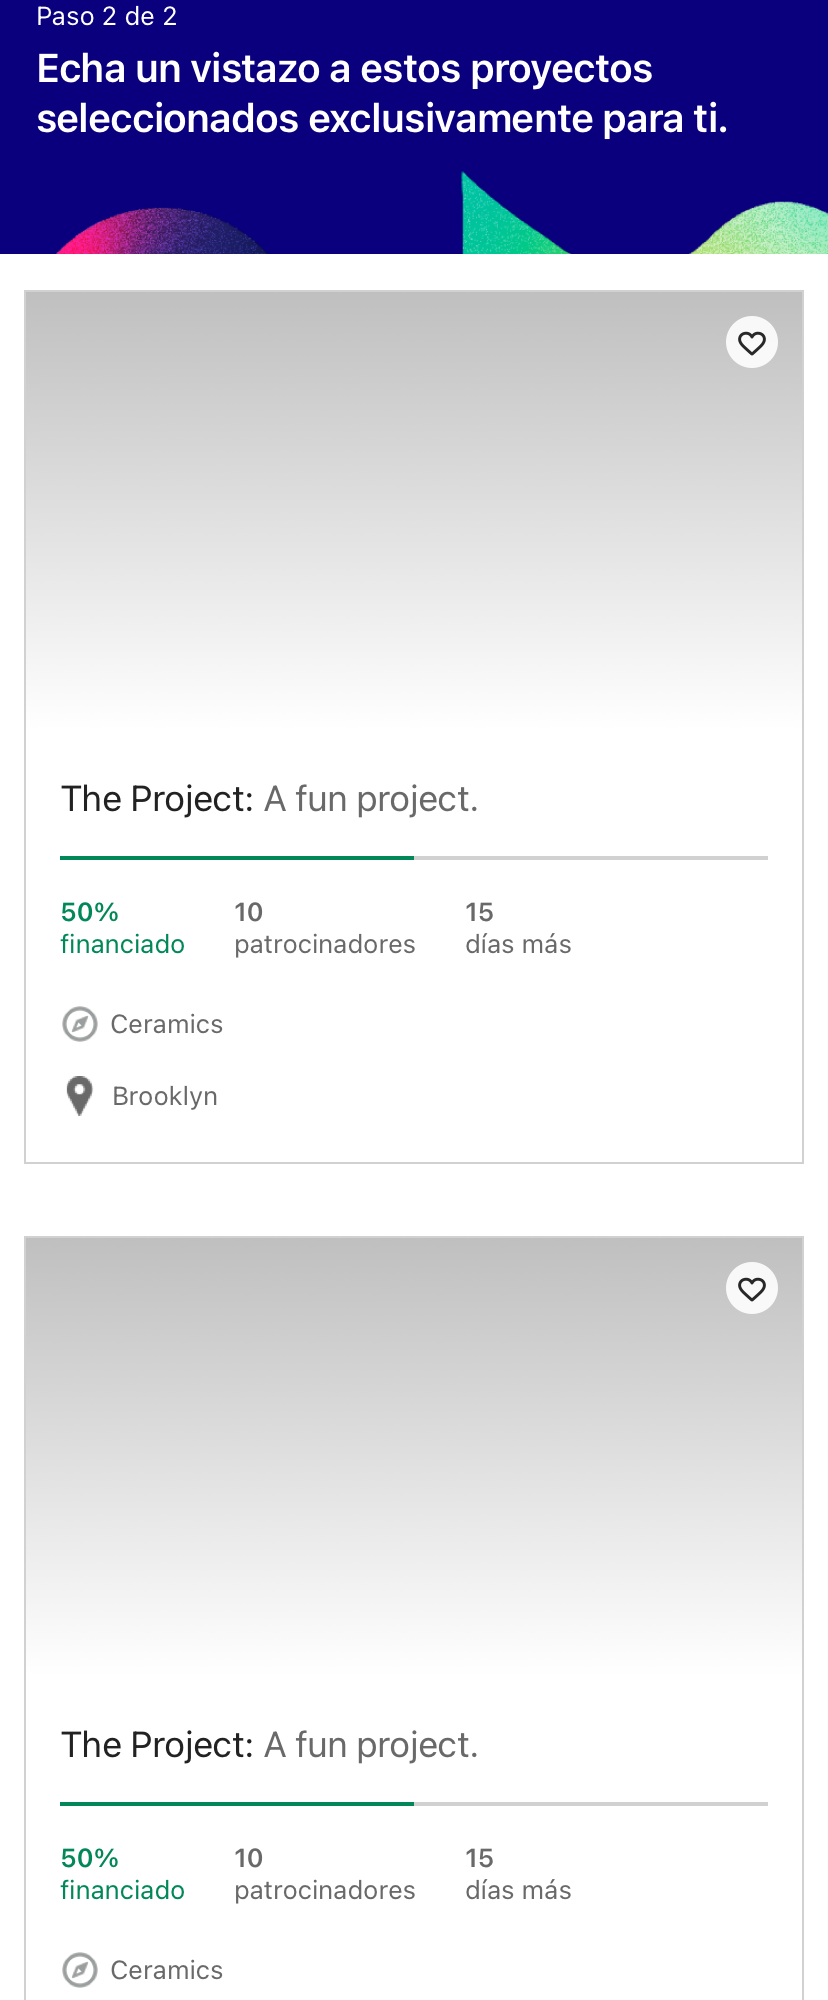 Paso 2 de 2
Echa un vistazo a estos proyectos
seleccionados exclusivamente para ti.
The Project: A fun project.
50%
financiado
10
patrocinadores
15
días más
Ceramics
Brooklyn
The Project: A fun project.
50%
financiado
10
patrocinadores
15
días más
Ceramics